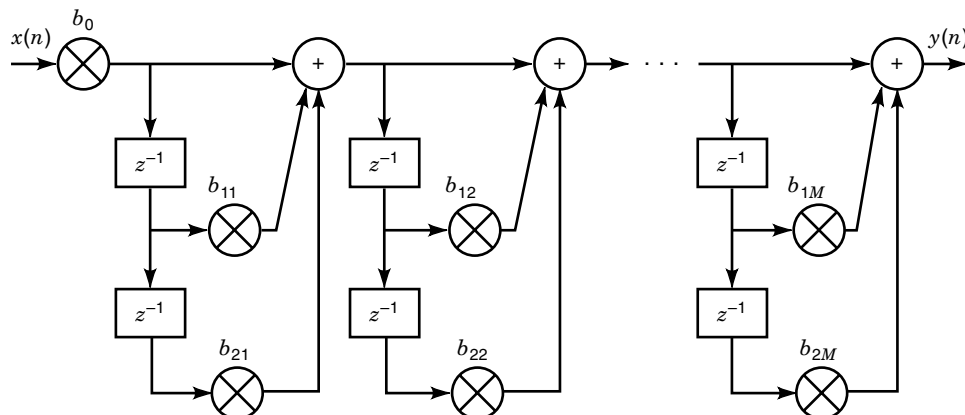 b₀
x(n)
y(n)
+
+
. . .
+
z⁻¹
z⁻¹
z⁻¹
b₁₁
b₁₂
b₁M
z⁻¹
z⁻¹
z⁻¹
b₂₁
b₂₂
b₂M